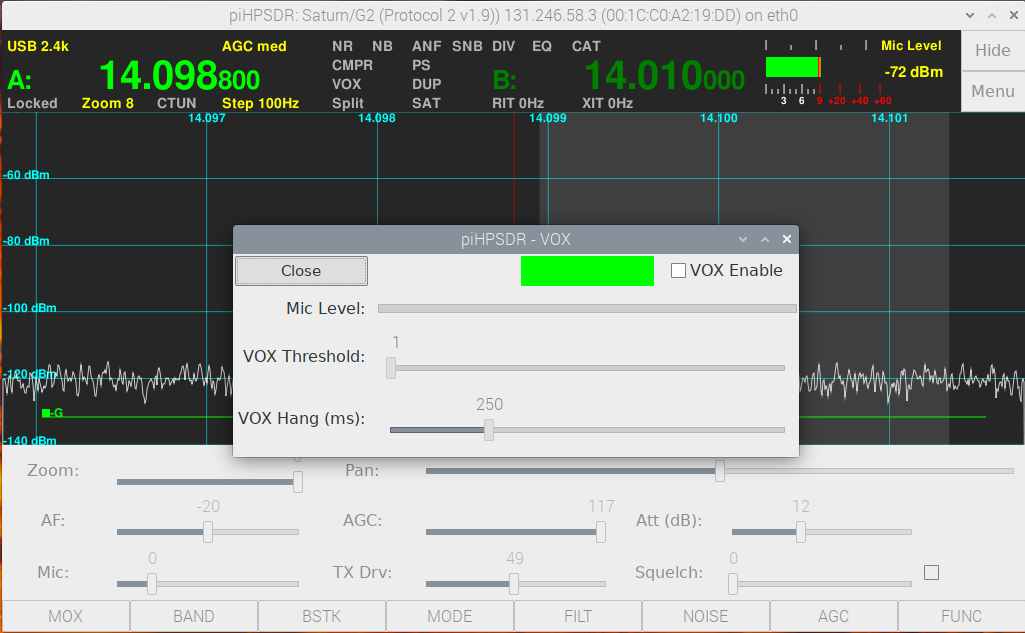 piHPSDR: Saturn/G2 (Protocol 2 v1.9)) 131.246.58.3 (00:1C:C0:A2:19:DD) on eth0
USB 2.4k AGC med NR NB ANF SNB DIV EQ CAT Mic Level Hide
CMPR PS
A: 14.098800 VOX DUP B: 14.010000 -72 dBm Menu
Locked Zoom 8 CTUN Step 100Hz Split SAT RIT 0Hz XIT 0Hz 3 6 9 +20 +40 +60
14.097 14.098 14.099 14.100 14.101
-60 dBm
-80 dBm
piHPSDR - VOX
Close VOX Enable
-100 dBm
Mic Level:
1
VOX Threshold:
-120 dBm
250
-G
VOX Hang (ms):
-140 dBm
Zoom: Pan:
-20 117 12
AF: AGC: Att (dB):
0 49 0
Mic: TX Drv: Squelch:
MOX BAND BSTK MODE FILT NOISE AGC FUNC